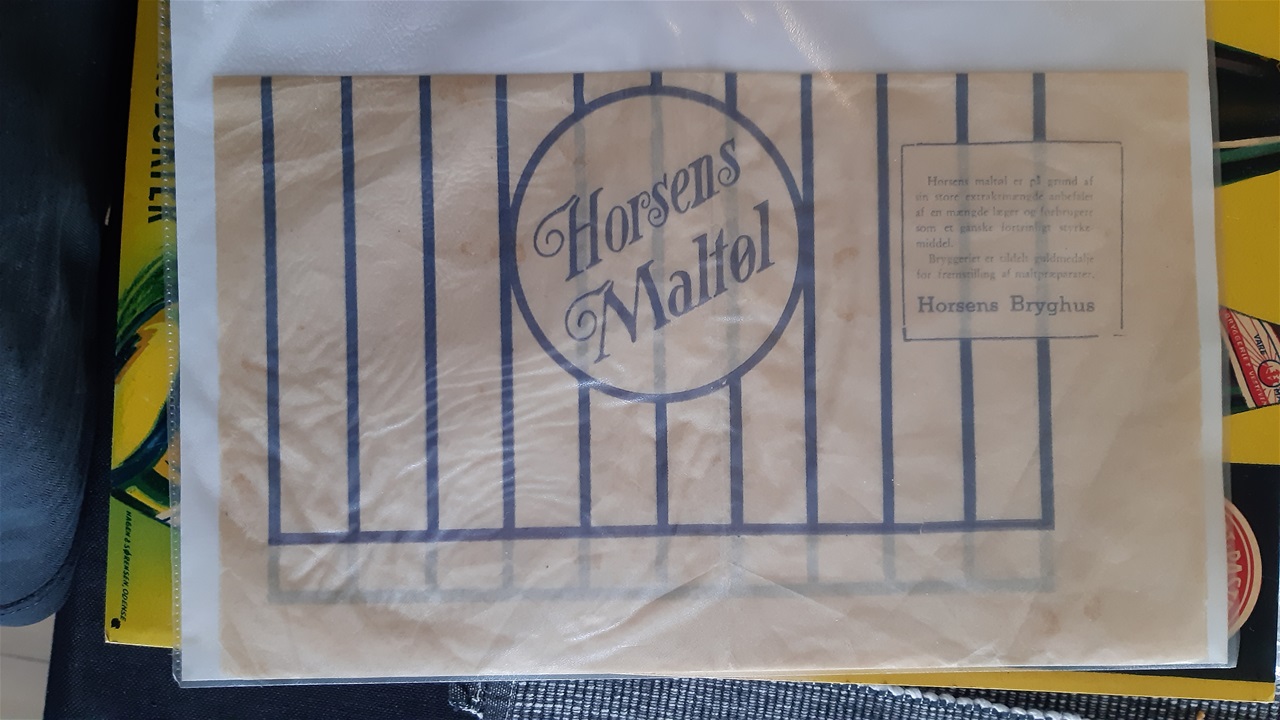 Horsens
Maltøl
Horsens maltøl er på grund af
sin store extraktmængde anbefalet
af en mængde læger og forbrugere
som et ganske fortrinligt styrke-
middel.
Bryggeriet er tildelt guldmedalje
for fremstilling af maltpræparater.
Horsens Bryghus